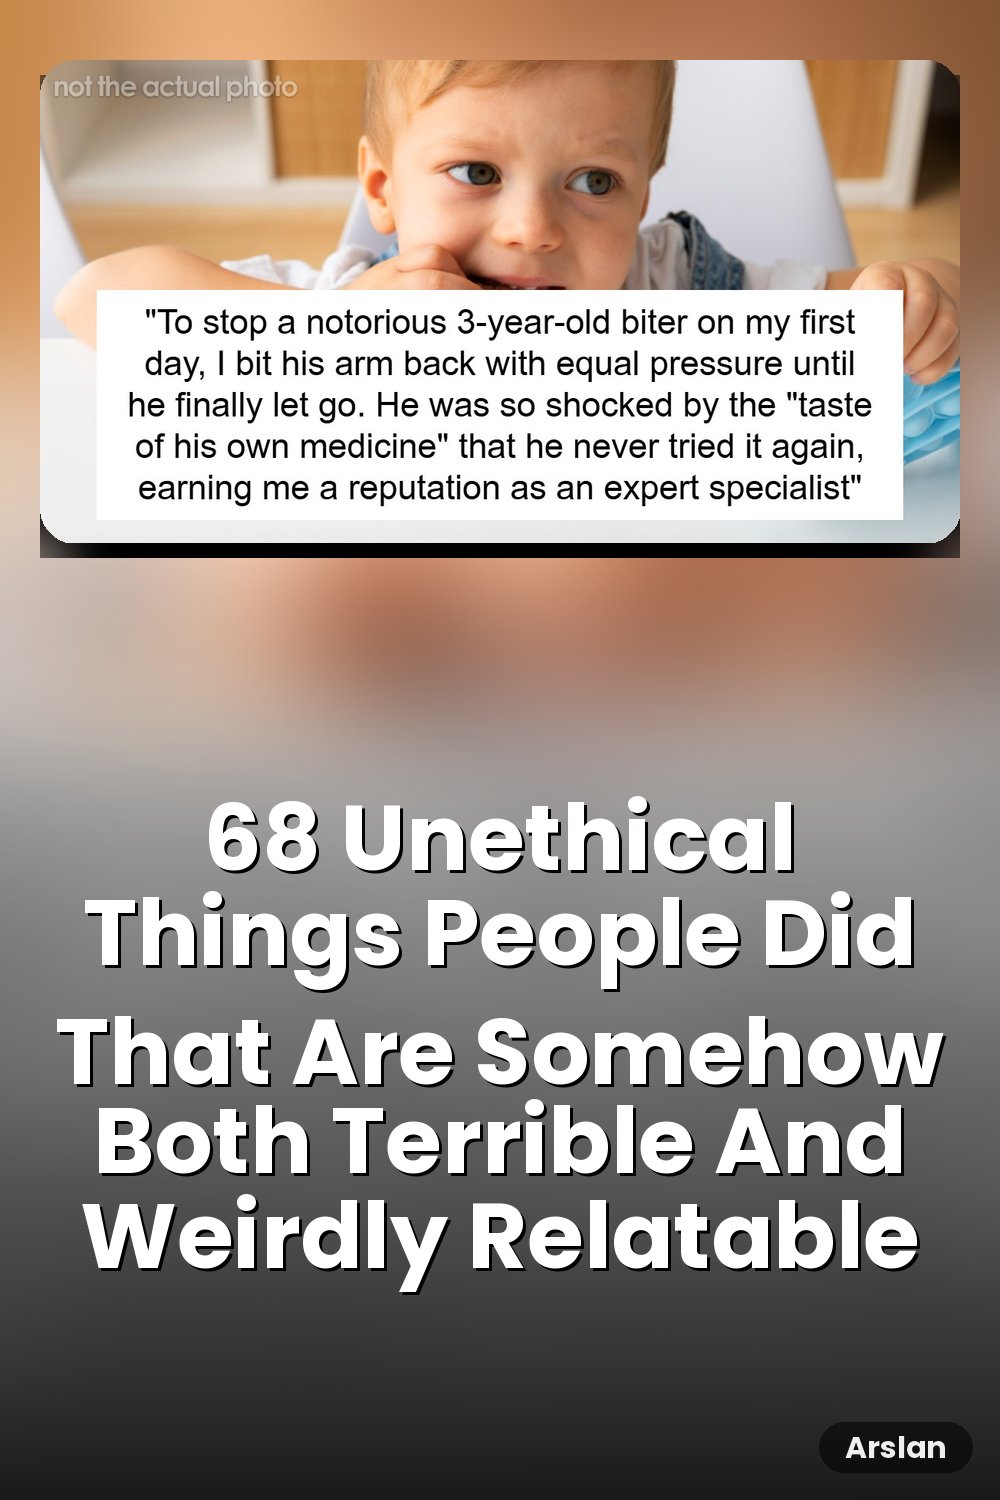 not the actual photo
"To stop a notorious 3-year-old biter on my first
day, I bit his arm back with equal pressure until
he finally let go. He was so shocked by the "taste
of his own medicine" that he never tried it again,
earning me a reputation as an expert specialist"
68 Unethical
Things People Did
That Are Somehow
Both Terrible And
Weirdly Relatable
Arslan